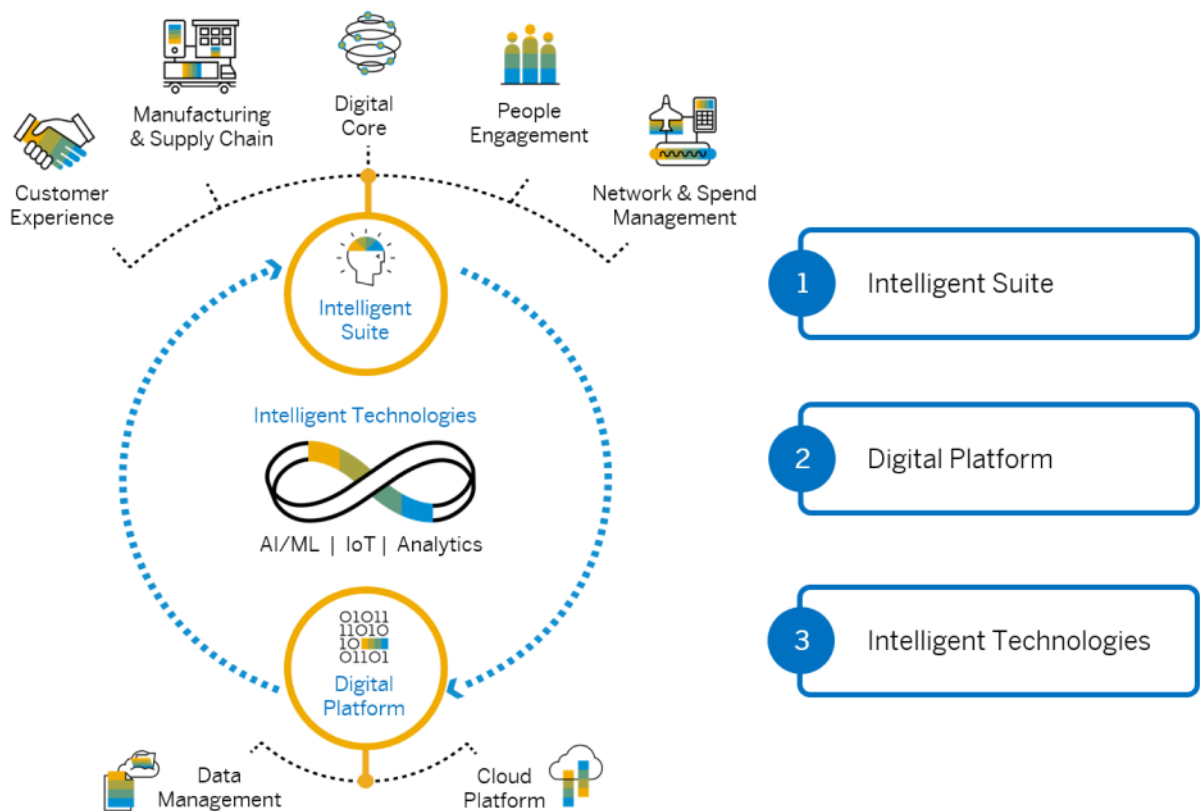 Manufacturing
& Supply Chain
Digital
Core
People
Engagement
Customer
Experience
Network & Spend
Management
Intelligent
Suite
Intelligent Technologies
AI/ML | IoT | Analytics
01011
11010
10
01101
Digital
Platform
Data
Management
Cloud
Platform
1 Intelligent Suite
2 Digital Platform
3 Intelligent Technologies